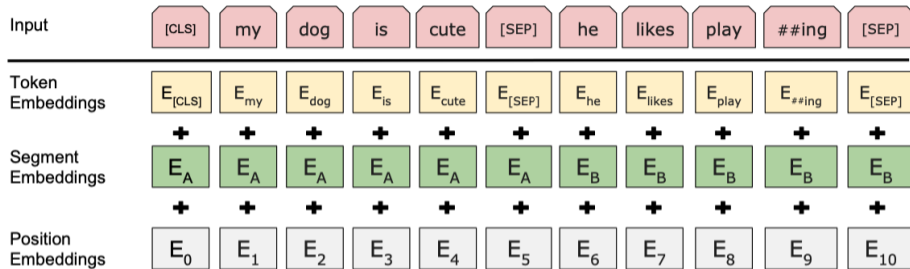 Input [CLS] my dog is cute [SEP] he likes play ##ing [SEP]
Token Embeddings E[CLS] Emy Edog Eis Ecute E[SEP] Ehe Elikes Eplay E##ing E[SEP]
+ + + + + + + + + + +
Segment Embeddings EA EA EA EA EA EA EB EB EB EB EB
+ + + + + + + + + + +
Position Embeddings E0 E1 E2 E3 E4 E5 E6 E7 E8 E9 E10